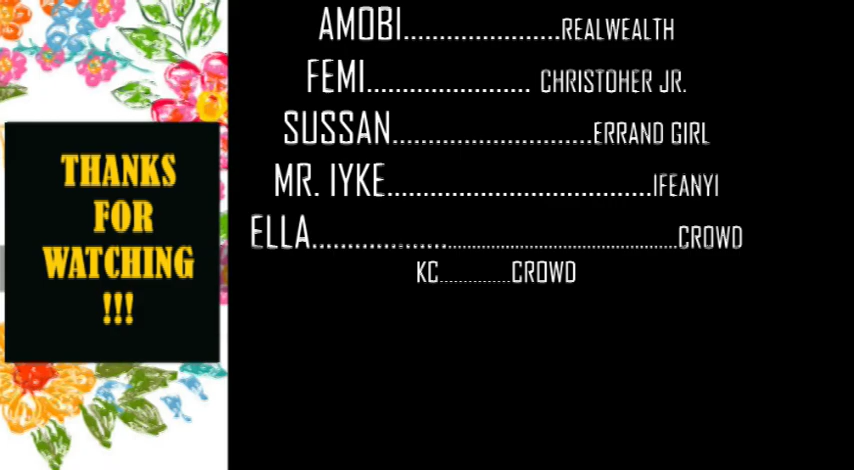 THANKS
FOR
WATCHING
!!!
AMOBI......................REALWEALTH
FEMI....................... CHRISTOHER JR.
SUSSAN............................ERRAND GIRL
MR. IYKE.....................................IFEANYI
ELLA...........................................................................CROWD
KC...............CROWD